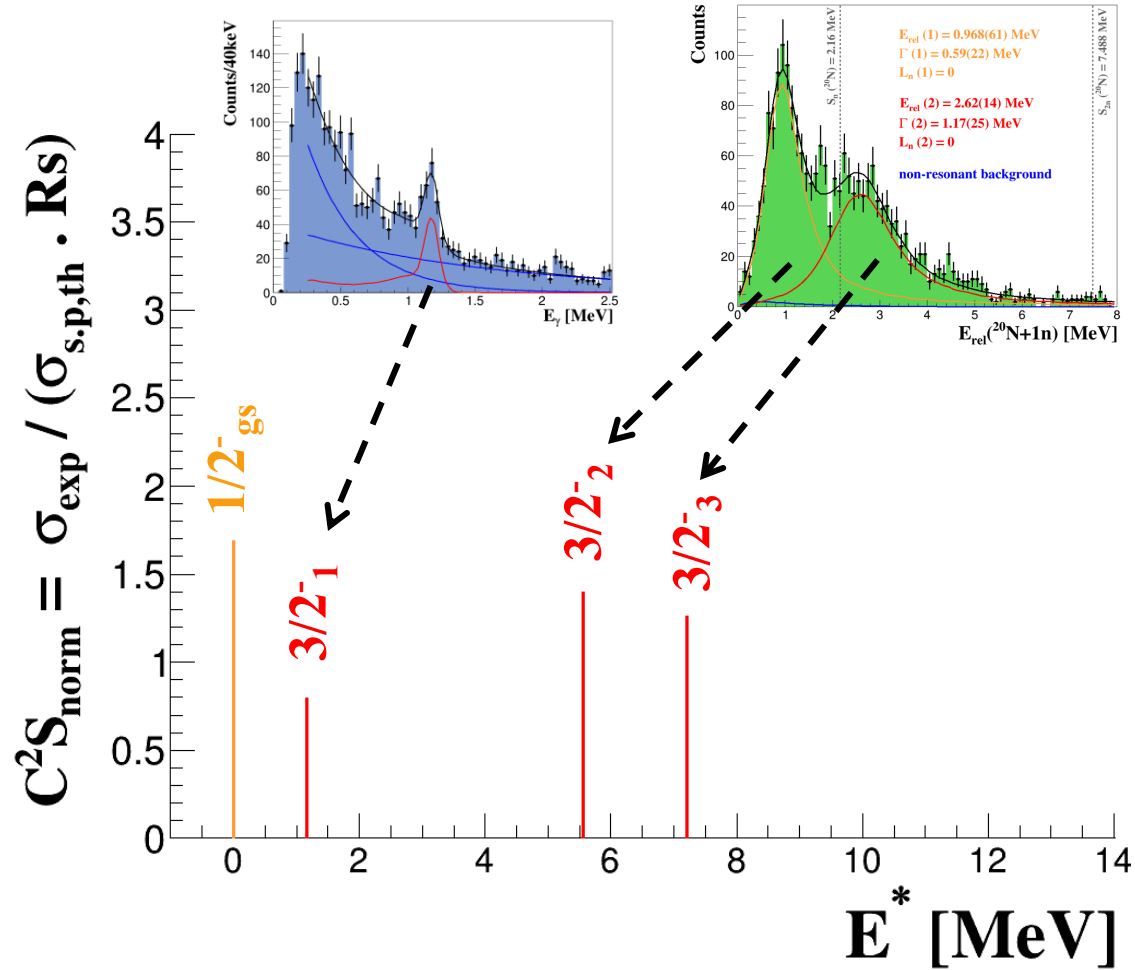 C²S_norm ≡ σ_exp / (σ_s.p,th · Rs)
4
3.5
3
2.5
2
1.5
1
0.5
0
0 2 4 6 8 10 12 14
E* [MeV]
1/2⁻gs
3/2⁻1
3/2⁻2
3/2⁻3
Counts/40keV
140
120
100
80
60
40
20
0
0 0.5 1 1.5 2 2.5
E_γ [MeV]
Counts
100
80
60
40
20
0
0 1 2 3 4 5 6 7 8
E_rel(²⁰N+1n) [MeV]
S_n (²⁰N) = 2.16 MeV
S_2n (²⁰N) = 7.488 MeV
E_rel (1) = 0.968(61) MeV
Γ (1) = 0.59(22) MeV
L_n (1) = 0
E_rel (2) = 2.62(14) MeV
Γ (2) = 1.17(25) MeV
L_n (2) = 0
non-resonant background